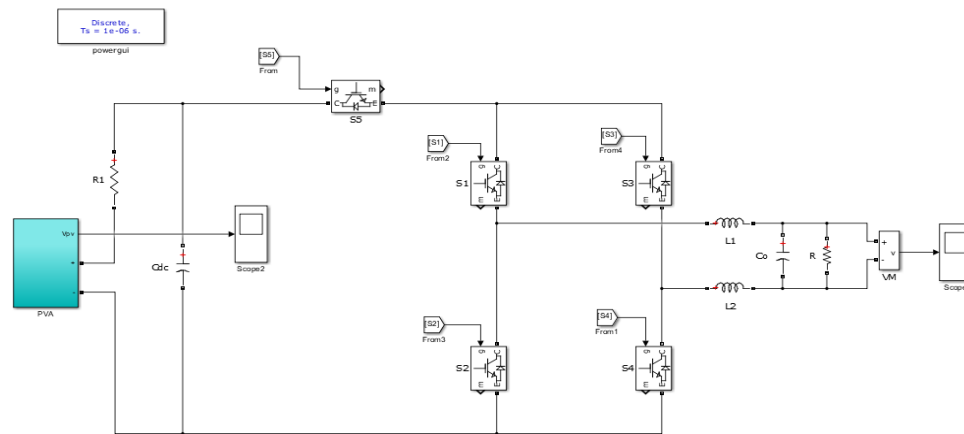 Discrete,
Ts = 1e-06 s.
powergui
[S5]
From
g
m
C
E
S5
[S1]
From2
[S3]
From4
g
C
E
E
S1
g
C
E
E
S3
R1
Vpv
+
-
PVA
Scope2
Cdc
L1
L2
Co
R
+
-
v
VM
Scope
[S2]
From3
[S4]
From1
g
C
E
E
S2
g
C
E
E
S4